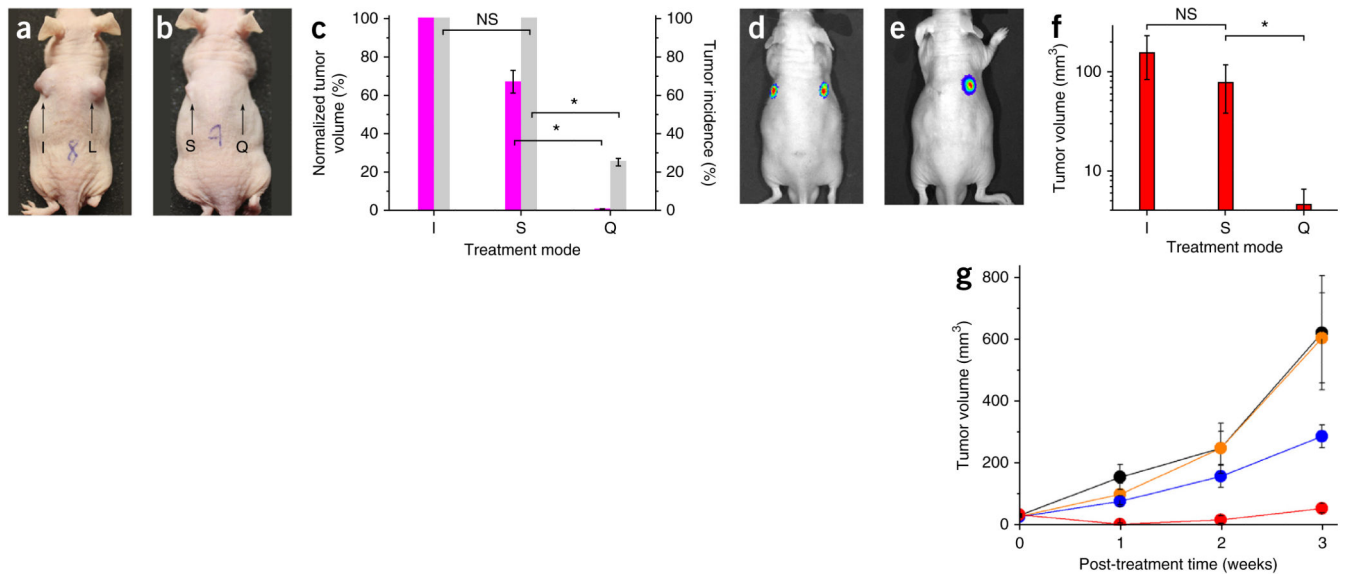 a
I
L
8
b
S
Q
9
c
Normalized tumor
volume (%)
100
80
60
40
20
0
NS
*
*
100
80
60
40
20
0
Tumor incidence
(%)
I
S
Q
Treatment mode
d
e
f
Tumor volume (mm³)
100
10
NS
*
I
S
Q
Treatment mode
g
Tumor volume (mm³)
800
600
400
200
0
0
1
2
3
Post-treatment time (weeks)